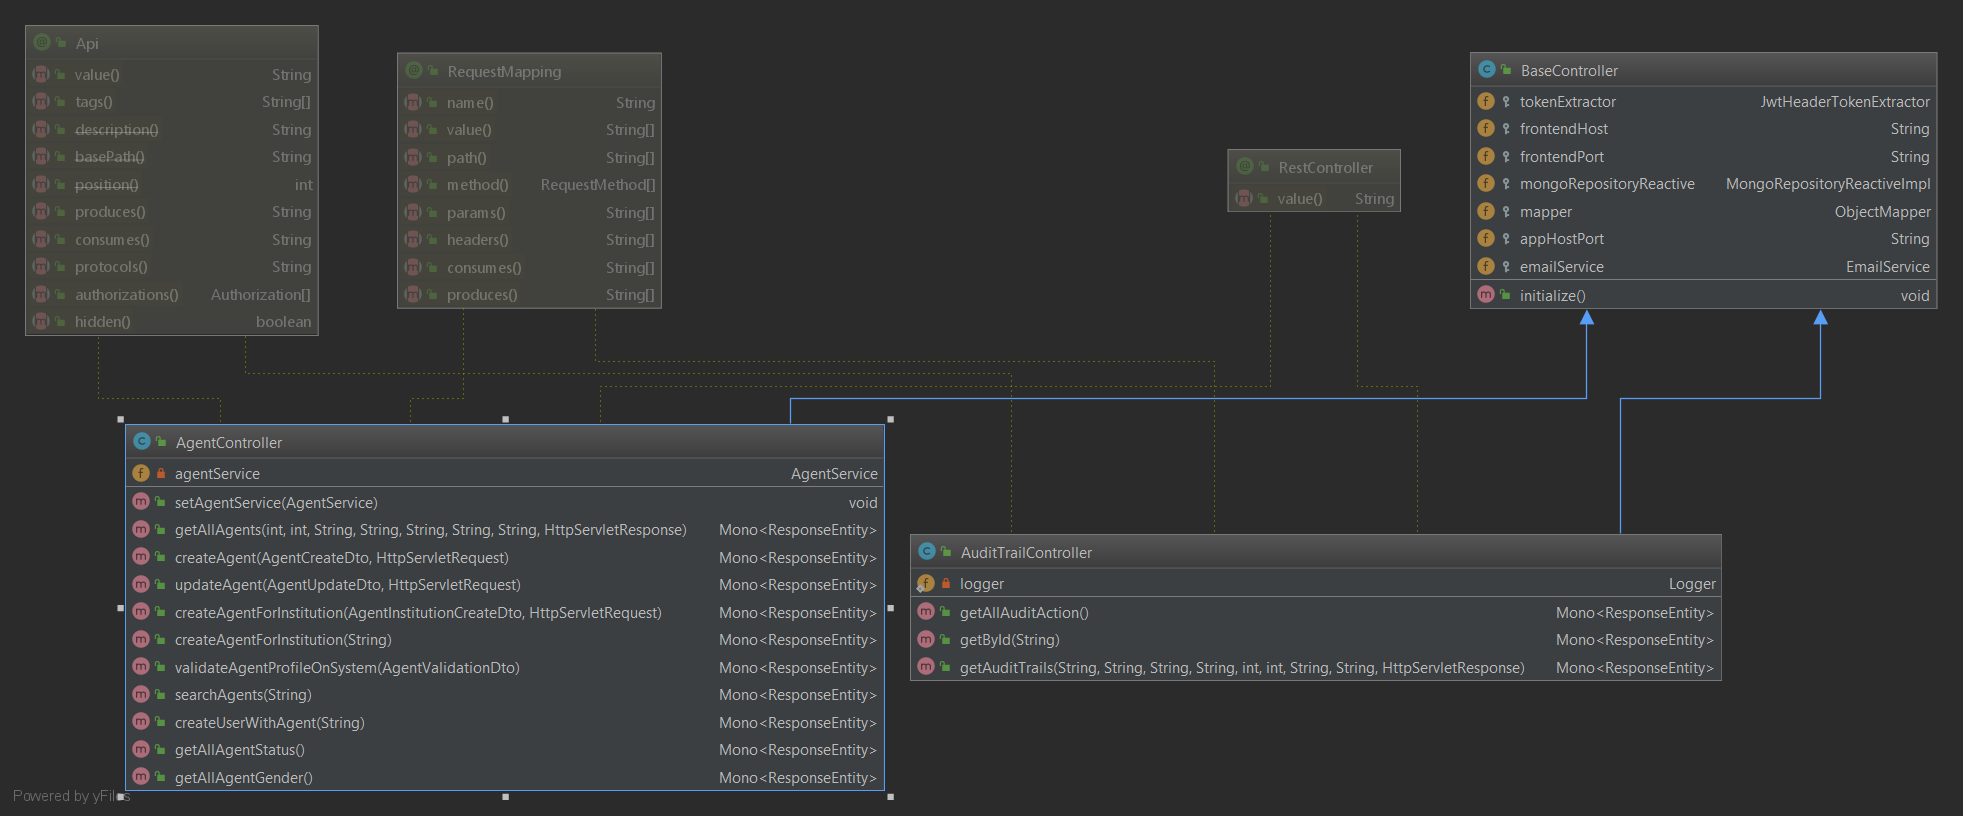 Api
value() String
tags() String[]
description() String
basePath() String
position() int
produces() String
consumes() String
protocols() String
authorizations() Authorization[]
hidden() boolean
RequestMapping
name() String
value() String[]
path() String[]
method() RequestMethod[]
params() String[]
headers() String[]
consumes() String[]
produces() String[]
RestController
value() String
BaseController
tokenExtractor JwtHeaderTokenExtractor
frontendHost String
frontendPort String
mongoRepositoryReactive MongoRepositoryReactiveImpl
mapper ObjectMapper
appHostPort String
emailService EmailService
initialize() void
AgentController
agentService AgentService
setAgentService(AgentService) void
getAllAgents(int, int, String, String, String, String, String, HttpServletResponse) Mono<ResponseEntity>
createAgent(AgentCreateDto, HttpServletRequest) Mono<ResponseEntity>
updateAgent(AgentUpdateDto, HttpServletRequest) Mono<ResponseEntity>
createAgentForInstitution(AgentInstitutionCreateDto, HttpServletRequest) Mono<ResponseEntity>
createAgentForInstitution(String) Mono<ResponseEntity>
validateAgentProfileOnSystem(AgentValidationDto) Mono<ResponseEntity>
searchAgents(String) Mono<ResponseEntity>
createUserWithAgent(String) Mono<ResponseEntity>
getAllAgentStatus() Mono<ResponseEntity>
getAllAgentGender() Mono<ResponseEntity>
AuditTrailController
logger Logger
getAllAuditAction() Mono<ResponseEntity>
getById(String) Mono<ResponseEntity>
getAuditTrails(String, String, String, String, int, int, String, String, HttpServletResponse) Mono<ResponseEntity>
Powered by yFiles